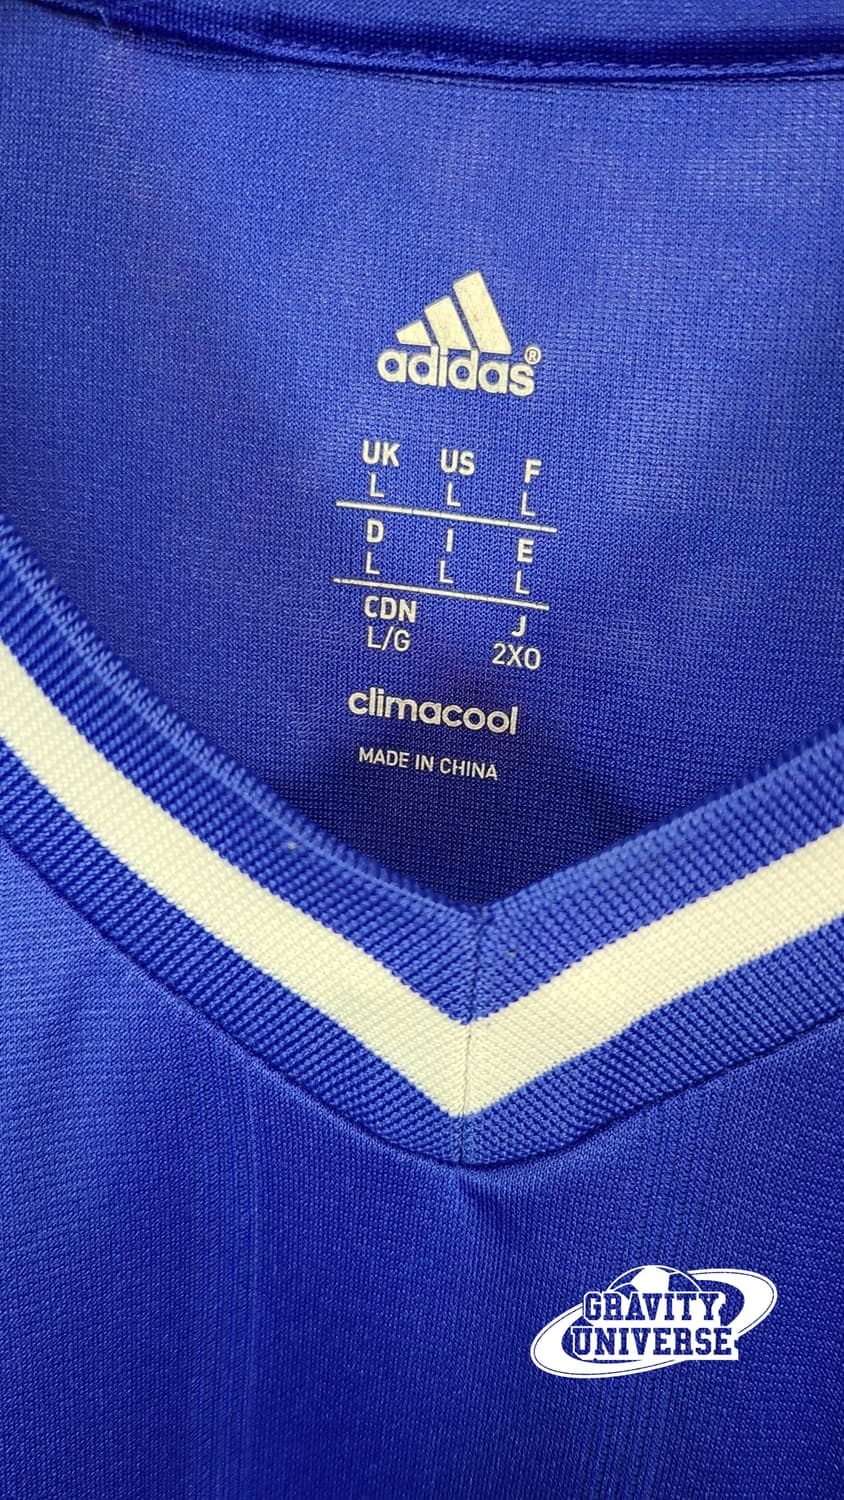 adidas®
UK US F
L L L
D I E
L L L
CDN J
L/G 2XO
climacool
MADE IN CHINA
GRAVITY
UNIVERSE